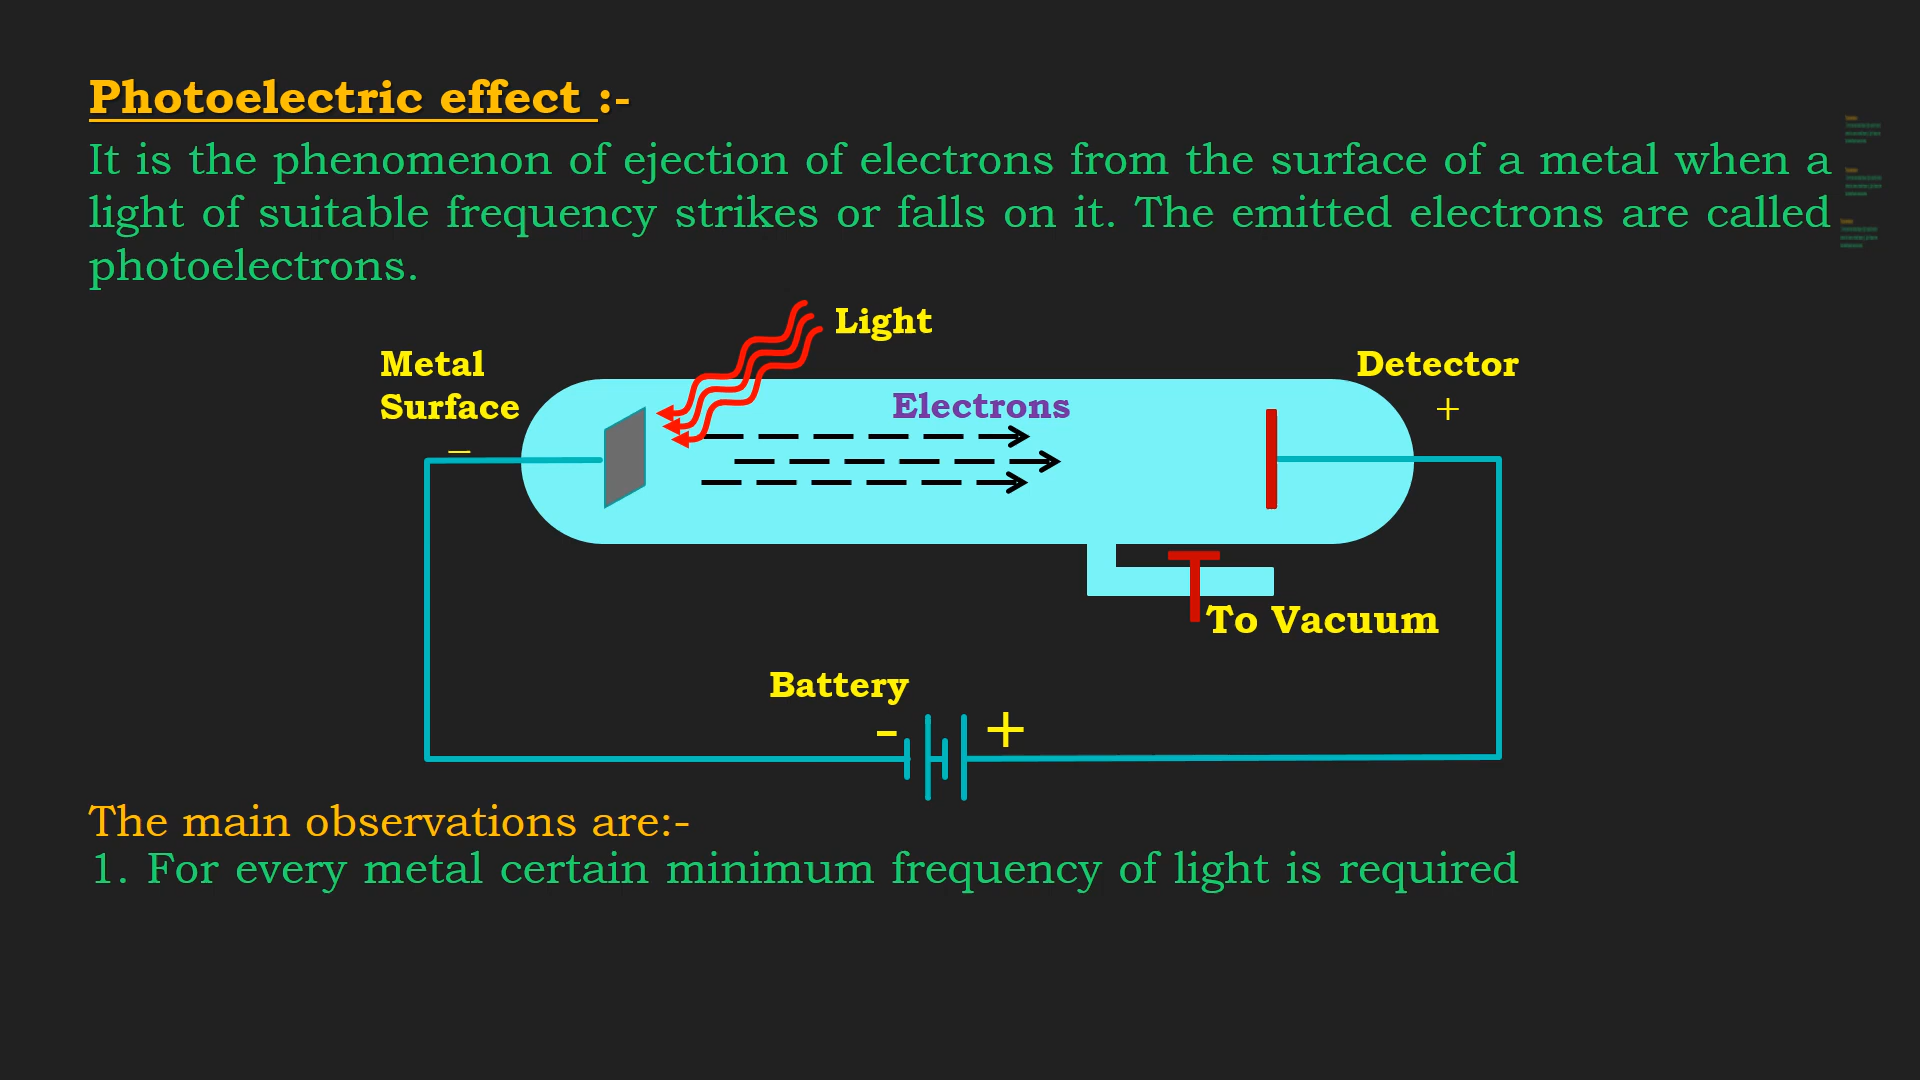 Photoelectric effect :-
It is the phenomenon of ejection of electrons from the surface of a metal when a
light of suitable frequency strikes or falls on it. The emitted electrons are called
photoelectrons.
Light
Metal
Surface
–
Detector
+
Electrons
To Vacuum
Battery
- +
The main observations are:-
1. For every metal certain minimum frequency of light is required